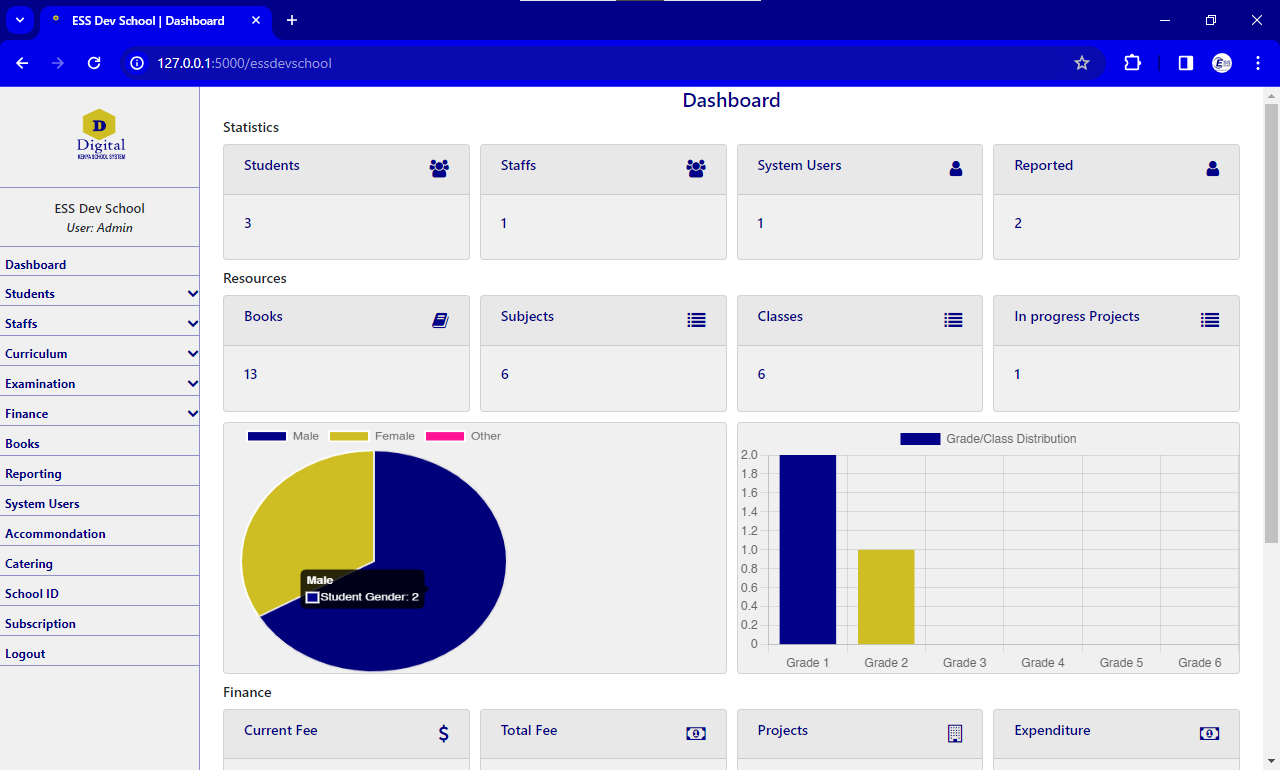 ESS Dev School | Dashboard
127.0.0.1:5000/essdevschool
D
Digital
KENYA SCHOOL SYSTEM
ESS Dev School
User: Admin
Dashboard
Students
Staffs
Curriculum
Examination
Finance
Books
Reporting
System Users
Accommondation
Catering
School ID
Subscription
Logout
Dashboard
Statistics
Students
Staffs
System Users
Reported
3
1
1
2
Resources
Books
Subjects
Classes
In progress Projects
13
6
6
1
Male Female Other
Male
Student Gender: 2
Grade/Class Distribution
2.0
1.8
1.6
1.4
1.2
1.0
0.8
0.6
0.4
0.2
0
Grade 1 Grade 2 Grade 3 Grade 4 Grade 5 Grade 6
Finance
Current Fee
Total Fee
Projects
Expenditure